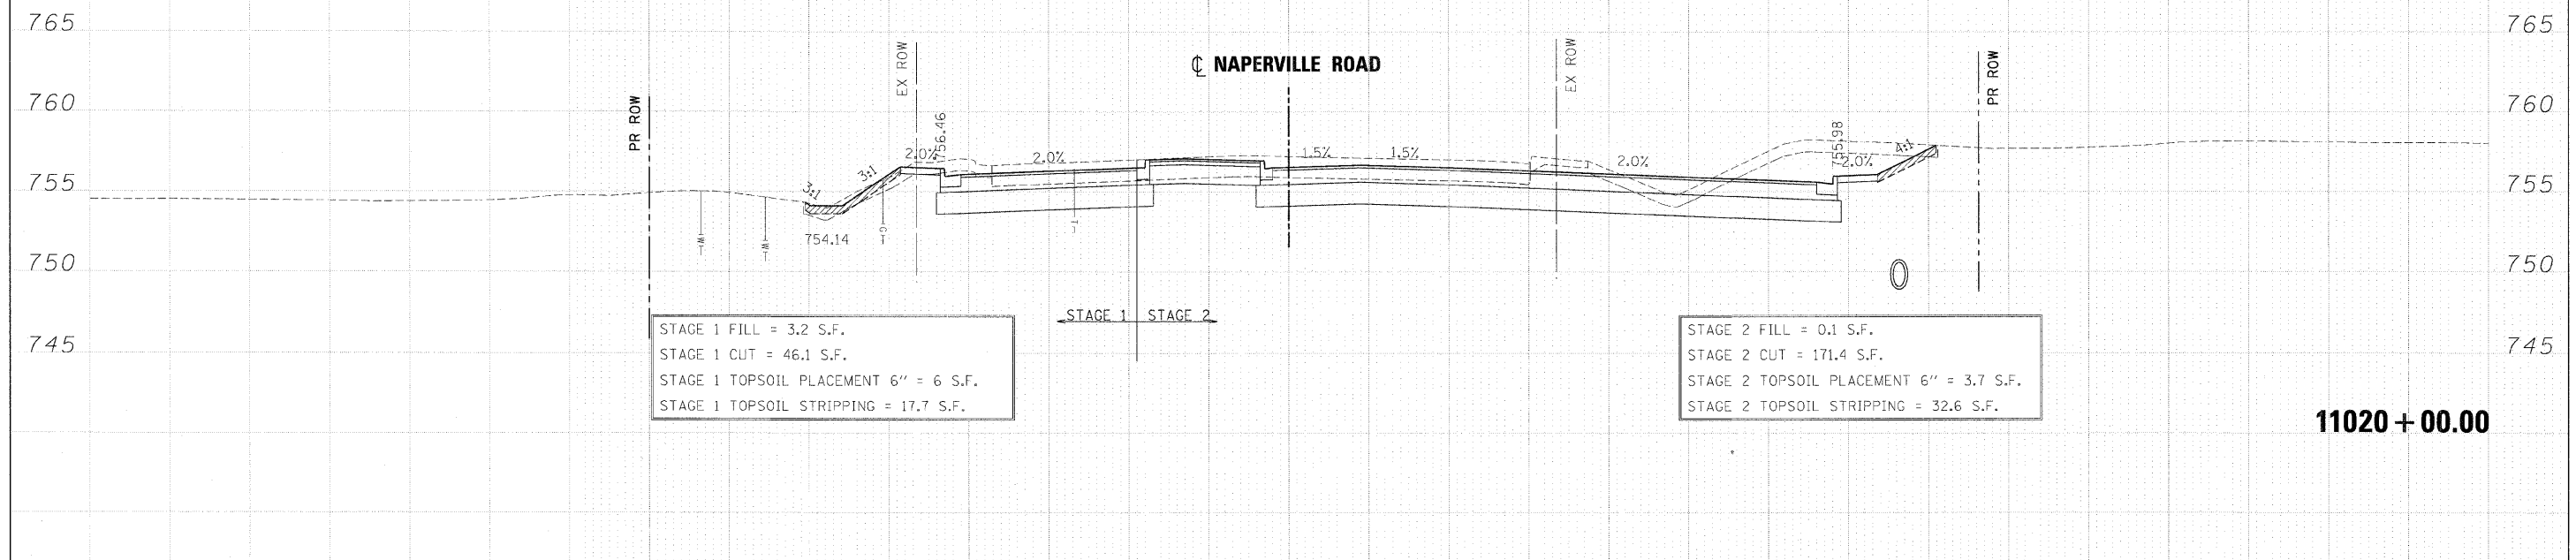 765
765
EX ROW
℄ NAPERVILLE ROAD
EX ROW
PR ROW
760
PR ROW
760
2.0%
756.46
2.0%
1.5%
1.5%
2.0%
755.98
2.0%
4:1
755
3:1
3:1
755
754.14
750
750
STAGE 1
STAGE 2
745
745
STAGE 1 FILL = 3.2 S.F.
STAGE 1 CUT = 46.1 S.F.
STAGE 1 TOPSOIL PLACEMENT 6" = 6 S.F.
STAGE 1 TOPSOIL STRIPPING = 17.7 S.F.
STAGE 2 FILL = 0.1 S.F.
STAGE 2 CUT = 171.4 S.F.
STAGE 2 TOPSOIL PLACEMENT 6" = 3.7 S.F.
STAGE 2 TOPSOIL STRIPPING = 32.6 S.F.
11020+00.00